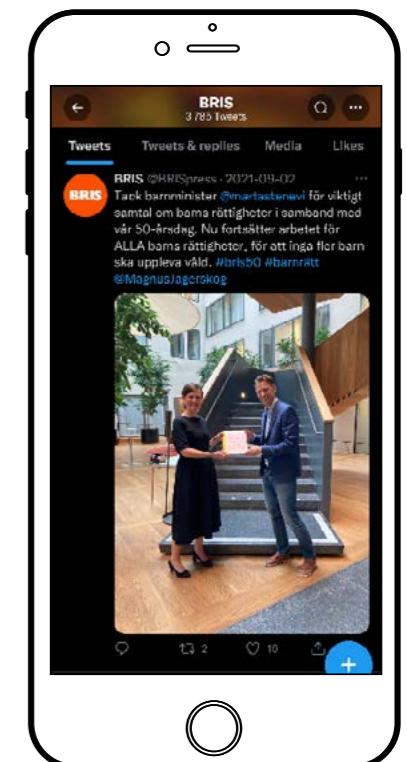 BRIS
3 785 Tweets
Tweets Tweets & replies Media Likes
BRIS @BRISpress · 2021-09-02
BRIS
Tack barnminister @martastenevi för viktigt
samtal om barns rättigheter i samband med
vår 50-årsdag. Nu fortsätter arbetet för
ALLA barns rättigheter, för att inga fler barn
ska uppleva våld. #bris50 #barnrätt
@MagnusJagerskog
2 10